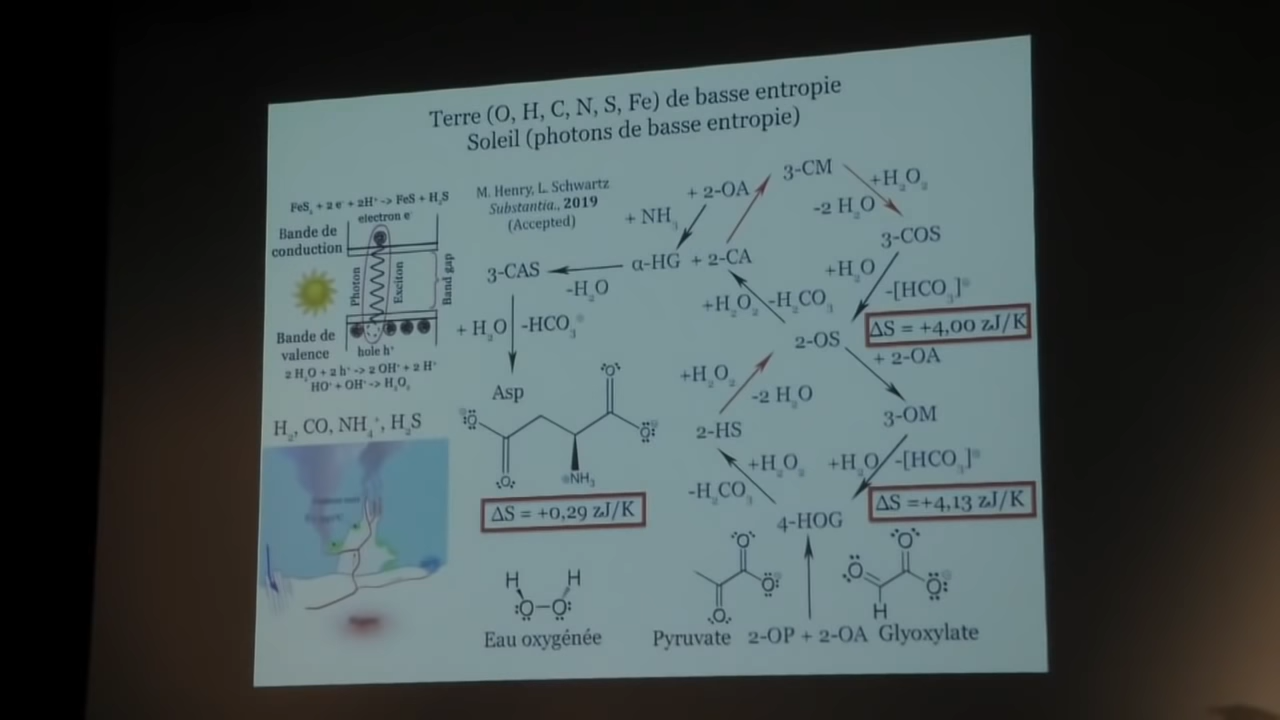 Terre (O, H, C, N, S, Fe) de basse entropie
Soleil (photons de basse entropie)
FeS₂ + 2 e⁻ + 2H⁺ -> FeS + H₂S
electron e⁻
Bande de
conduction
Photon
Exciton
Band gap
Bande de
valence
hole h⁺
2 H₂O + 2 h⁺ -> 2 OH• + 2 H⁺
HO• + OH• -> H₂O₂
H₂, CO, NH₄⁺, H₂S
M. Henry, L. Schwartz
Substantia., 2019
(Accepted)
3-CAS
-H₂O
+ H₂O
-HCO₃⊖
Asp
NH₃
ΔS = +0,29 zJ/K
H H
:O–O:
Eau oxygénée
+ 2-OA
+ NH₃
α-HG + 2-CA
3-CM
+H₂O₂
-2 H₂O
3-COS
+H₂O
-[HCO₃]⊖
ΔS = +4,00 zJ/K
+H₂O₂
-H₂CO₃
2-OS
+ 2-OA
+H₂O₂
-2 H₂O
3-OM
2-HS
+H₂O₂
-H₂CO₃
+H₂O
-[HCO₃]⊖
ΔS =+4,13 zJ/K
4-HOG
O O O
O O H
Pyruvate 2-OP + 2-OA Glyoxylate